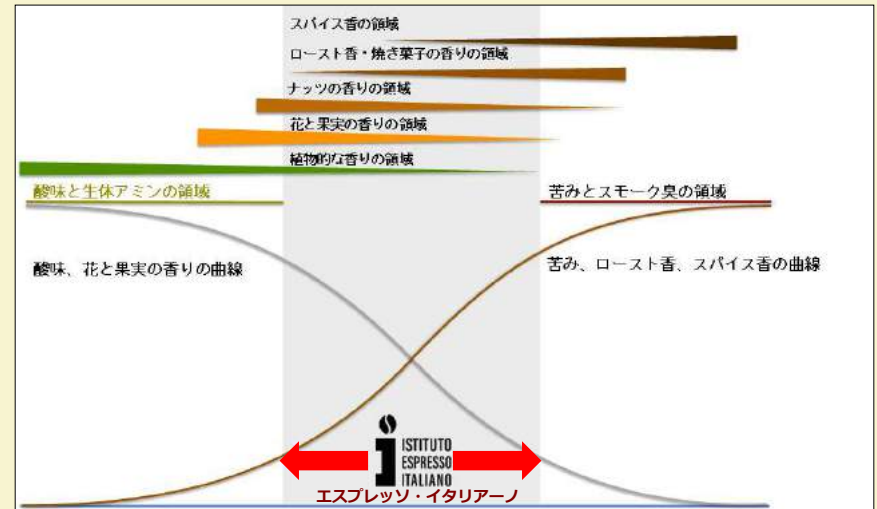 スパイス香の領域
ロースト香・焼き菓子の香りの領域
ナッツの香りの領域
花と果実の香りの領域
植物的な香りの領域
酸味と生体アミンの領域
苦みとスモーク臭の領域
酸味、花と果実の香りの曲線
苦み、ロースト香、スパイス香の曲線
ISTITUTO
ESPRESSO
ITALIANO
エスプレッソ・イタリアーノ